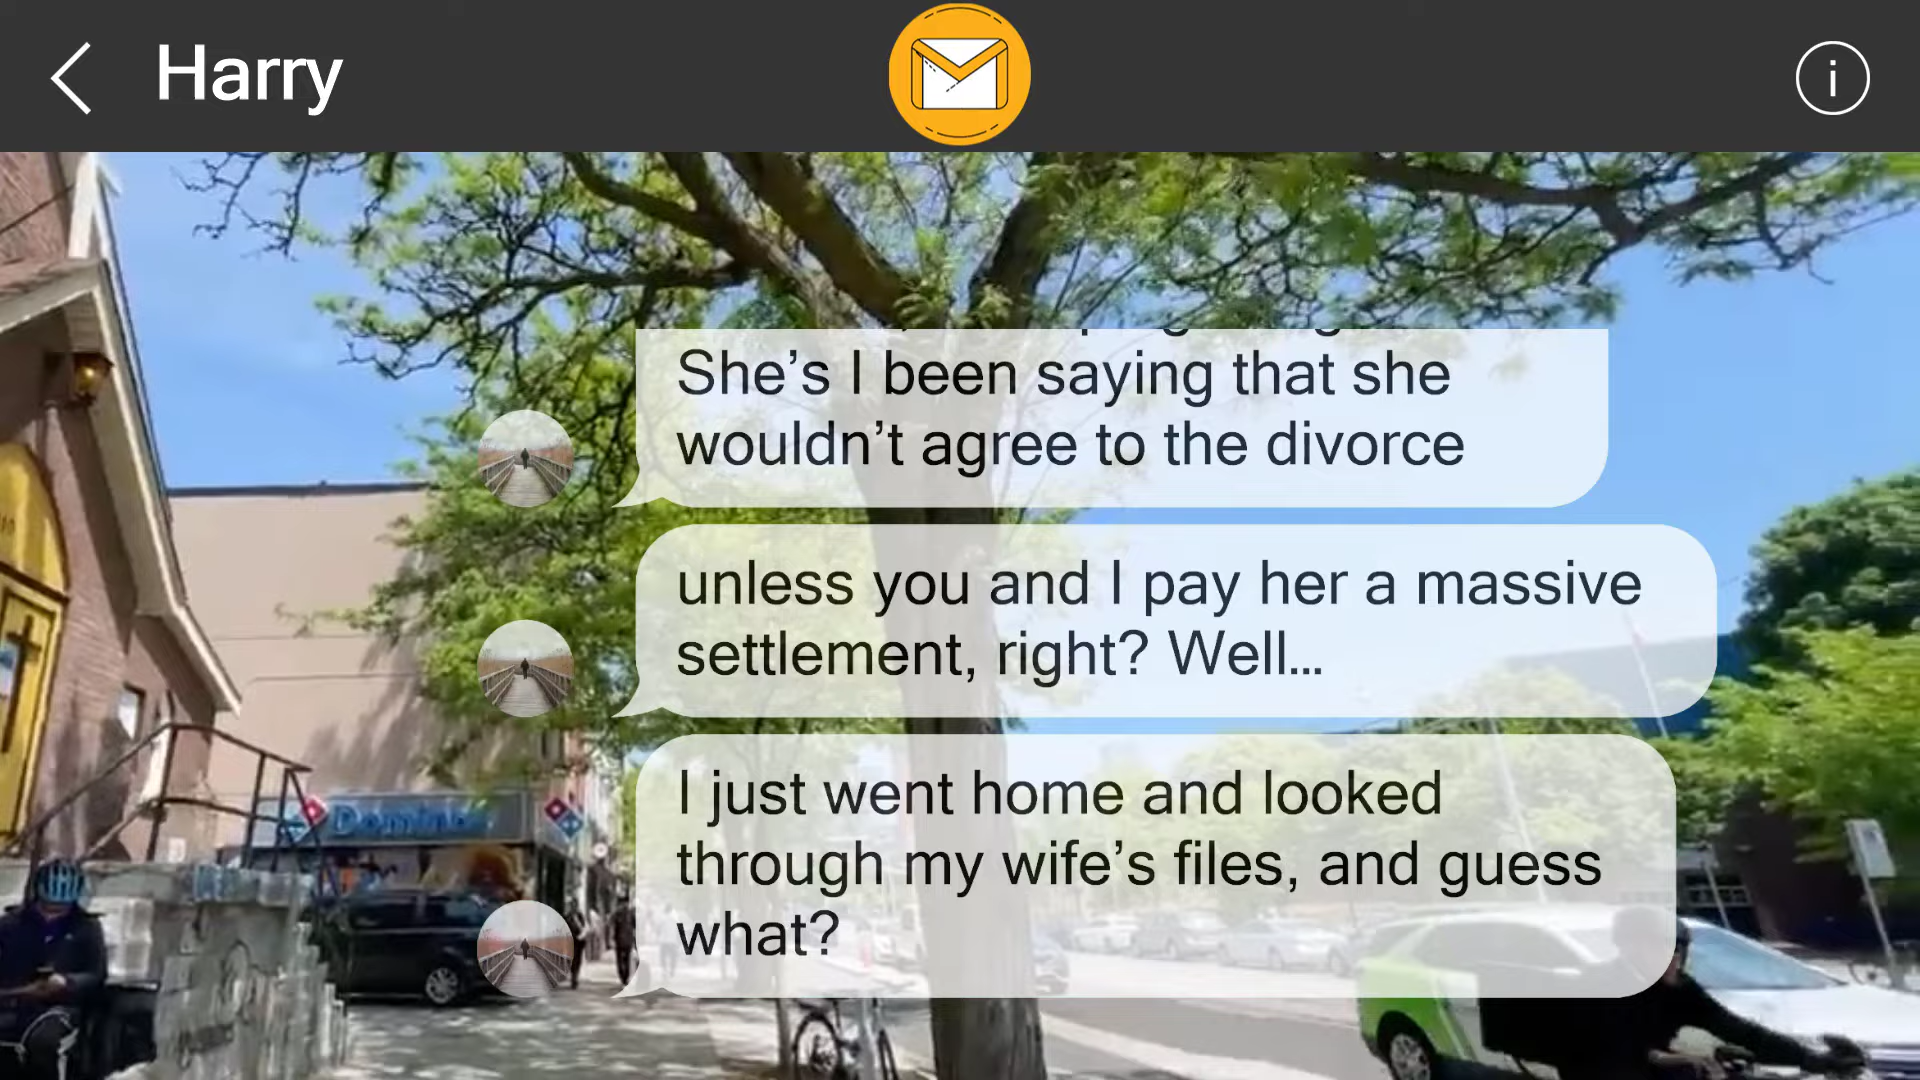 Harry
She’s I been saying that she
wouldn’t agree to the divorce
unless you and I pay her a massive
settlement, right? Well...
I just went home and looked
through my wife’s files, and guess
what?
Domino's